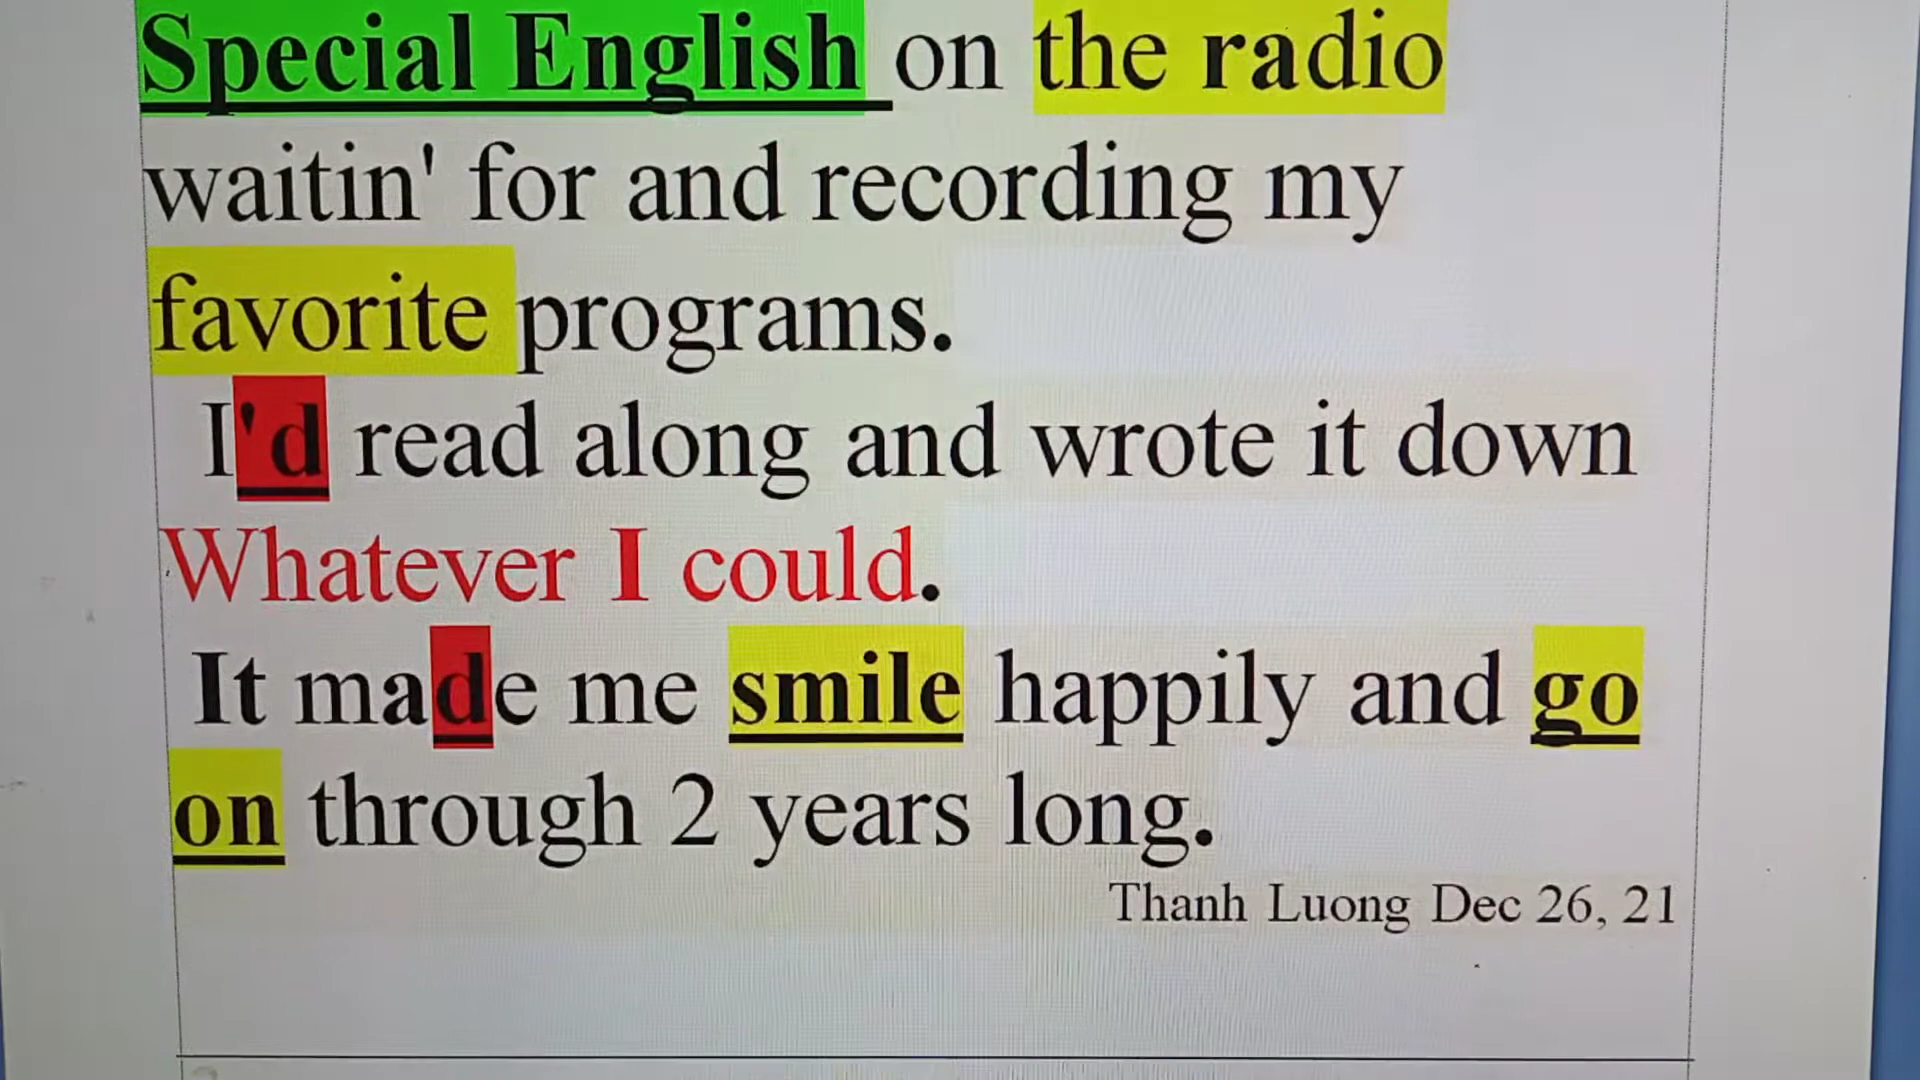 Special English on the radio
waitin' for and recording my
favorite programs.
I'd read along and wrote it down
Whatever I could.
It made me smile happily and go
on through 2 years long.
Thanh Luong Dec 26, 21